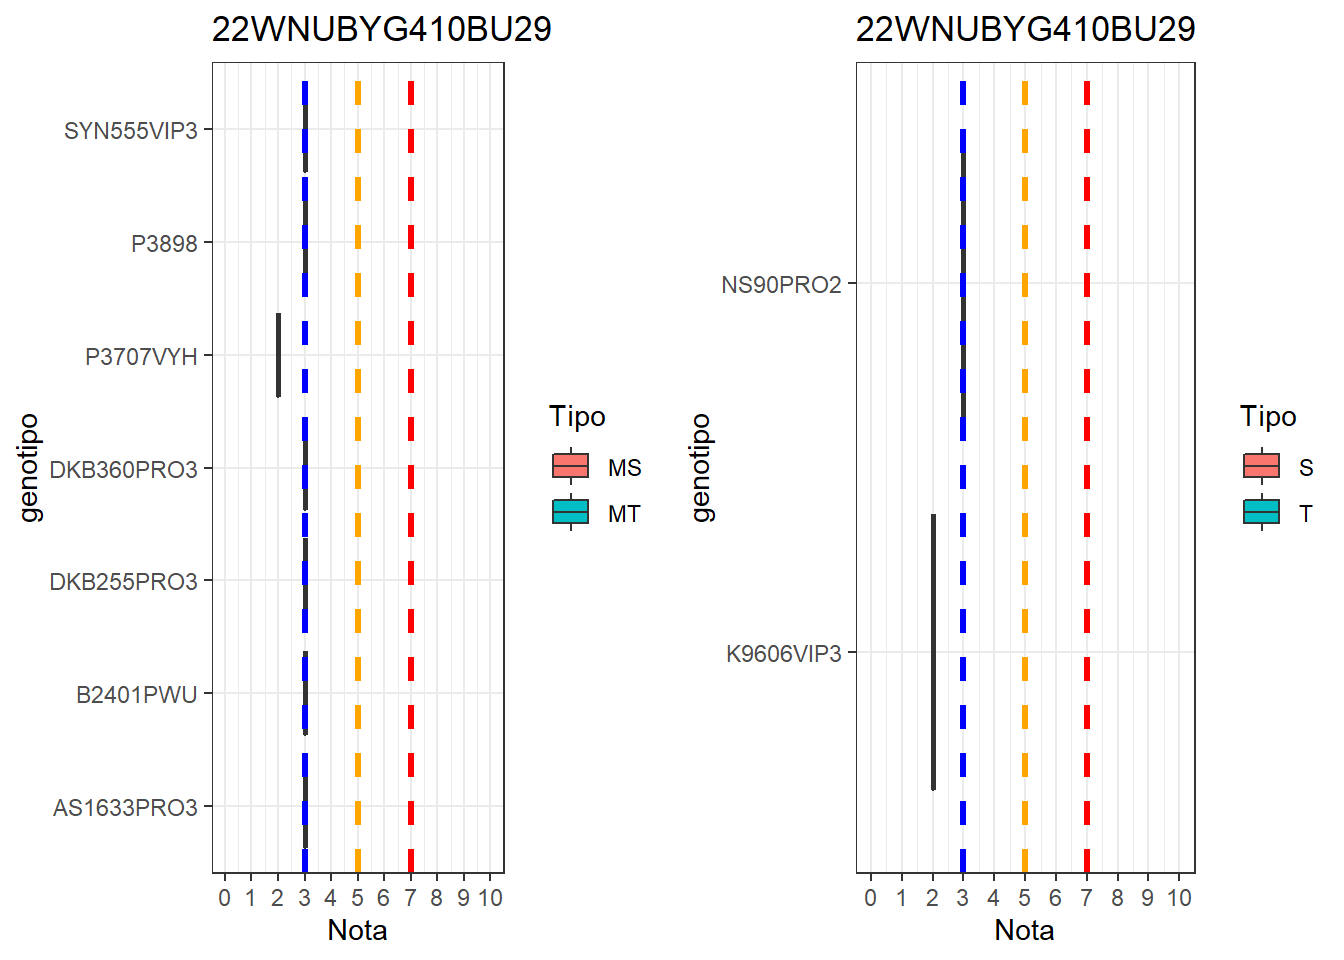 22WNUBYG410BU29
SYN555VIP3
P3898
P3707VYH
DKB360PRO3
DKB255PRO3
B2401PWU
AS1633PRO3
genotipo
0 1 2 3 4 5 6 7 8 9 10
Nota
Tipo
MS
MT
22WNUBYG410BU29
NS90PRO2
K9606VIP3
genotipo
0 1 2 3 4 5 6 7 8 9 10
Nota
Tipo
S
T